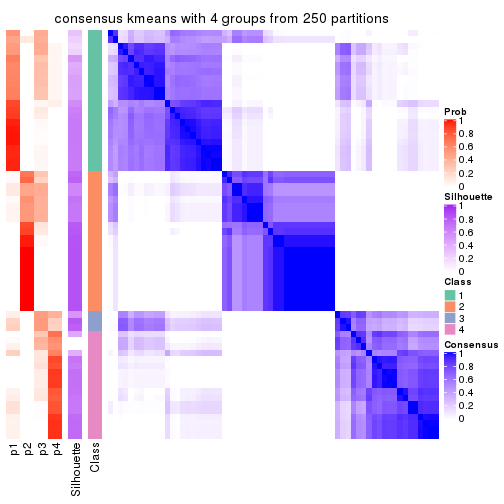 consensus kmeans with 4 groups from 250 partitions
Prob
1
0.8
0.6
0.4
0.2
0
Silhouette
1
0.8
0.6
0.4
0.2
0
Class
1
2
3
4
Consensus
1
0.8
0.6
0.4
0.2
0
p1
p2
p3
p4
Silhouette
Class